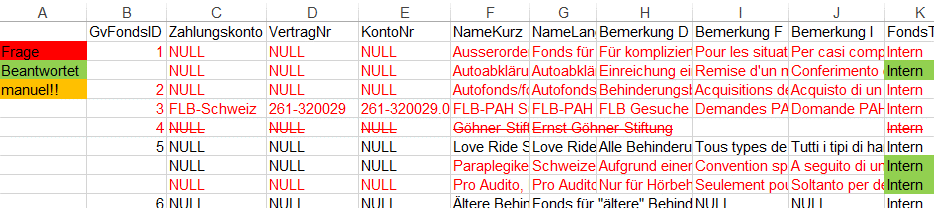 A B C D E F G H I J K
GvFondsID Zahlungskonto VertragNr KontoNr NameKurz NameLang Bemerkung D Bemerkung F Bemerkung I FondsT
Frage 1 NULL NULL NULL Ausserorde Fonds für Für komplizier Pour les situat Per casi comp Intern
Beantwortet NULL NULL NULL Autoabkläru Autoabklä Einreichung ei Remise d'un n Conferimento Intern
manuel!! 2 NULL NULL NULL Autofonds/fo Autofonds Behinderungsl Acquisitions de Acquisto di un Intern
3 FLB-Schweiz 261-320029 261-320029.0 FLB-PAH S FLB-PAH FLB Gesuche Demandes PA Domande PAH Intern
4 NULL NULL NULL Göhner Stift Ernst Göhner Stiftung Intern
5 NULL NULL NULL Love Ride S Love Ride Alle Behinderu Tous types de Tutti i tipi di ha Intern
NULL NULL NULL Paraplegike Schweize Aufgrund einer Convention sp A seguito di un Intern
NULL NULL NULL Pro Audito, Pro Audito Nur für Hörbeh Seulement pou Soltanto per de Intern
6 NULL NULL NULL Ältere Behin Fonds für "ältere" Behind NULL NULL Intern